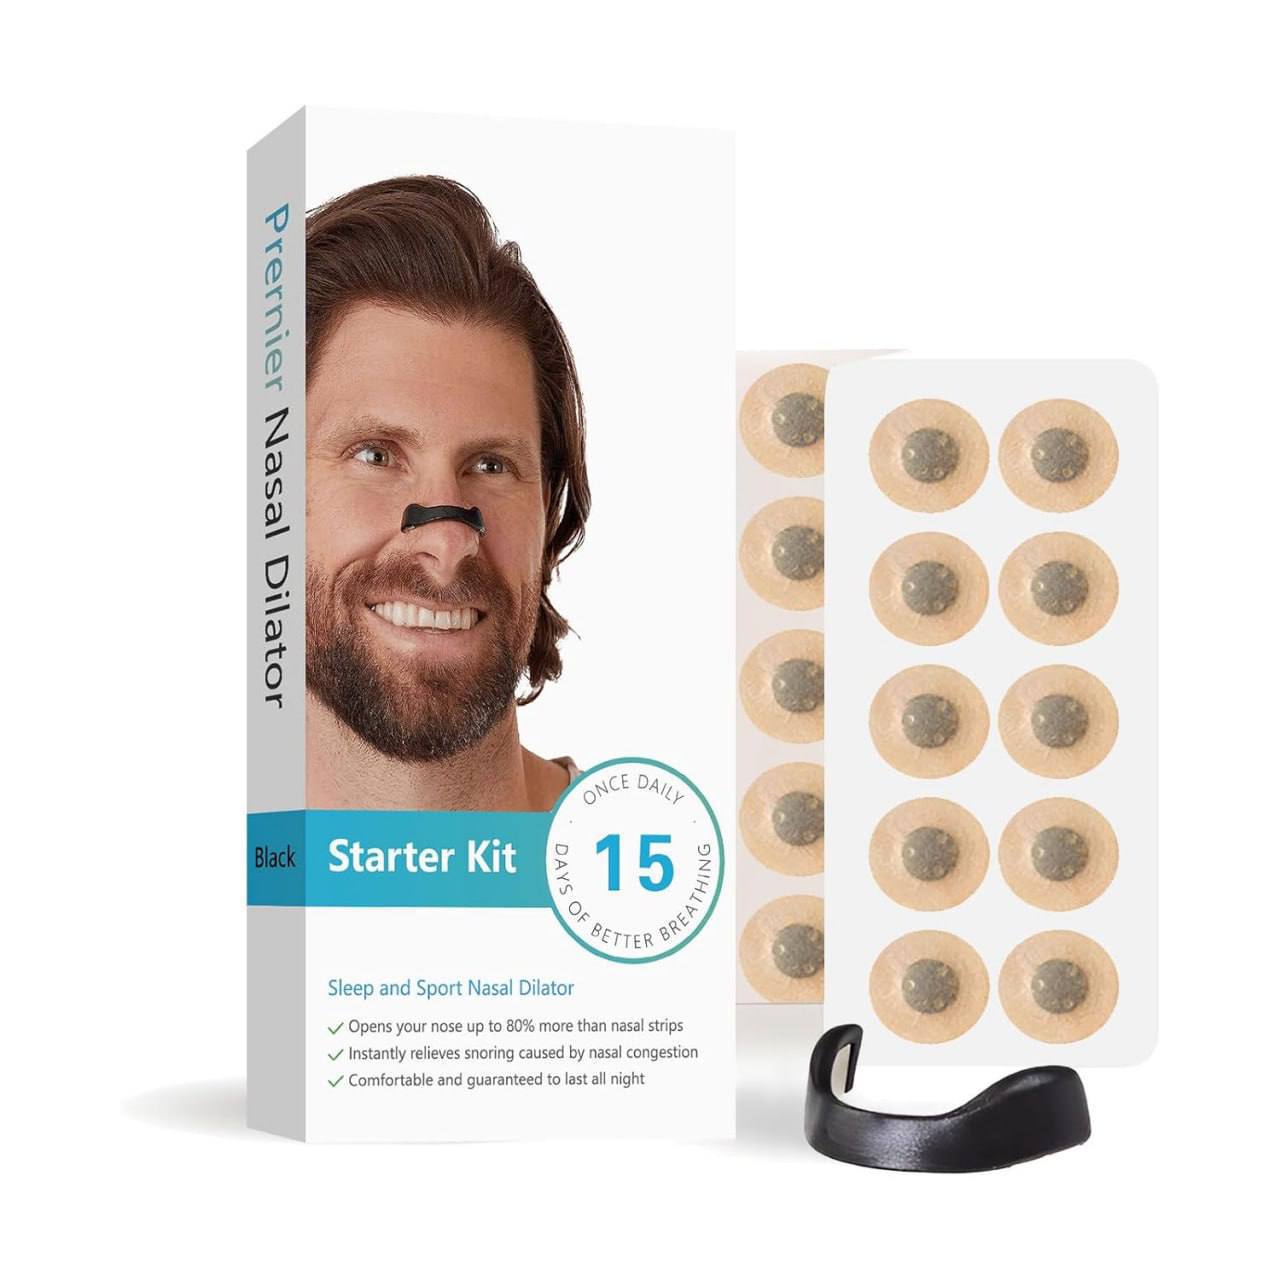 Prernier Nasal Dilator
Black
Starter Kit
ONCE DAILY
15
DAYS OF BETTER BREATHING
Sleep and Sport Nasal Dilator
Opens your nose up to 80% more than nasal strips
Instantly relieves snoring caused by nasal congestion
Comfortable and guaranteed to last all night